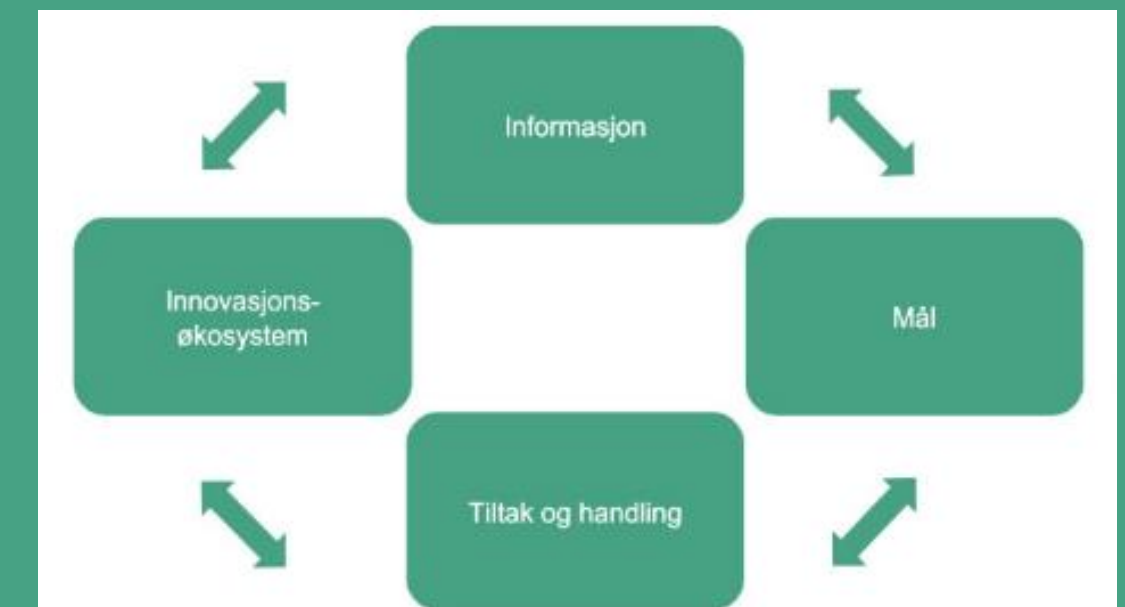 Informasjon
Innovasjons-
økosystem
Mål
Tiltak og handling